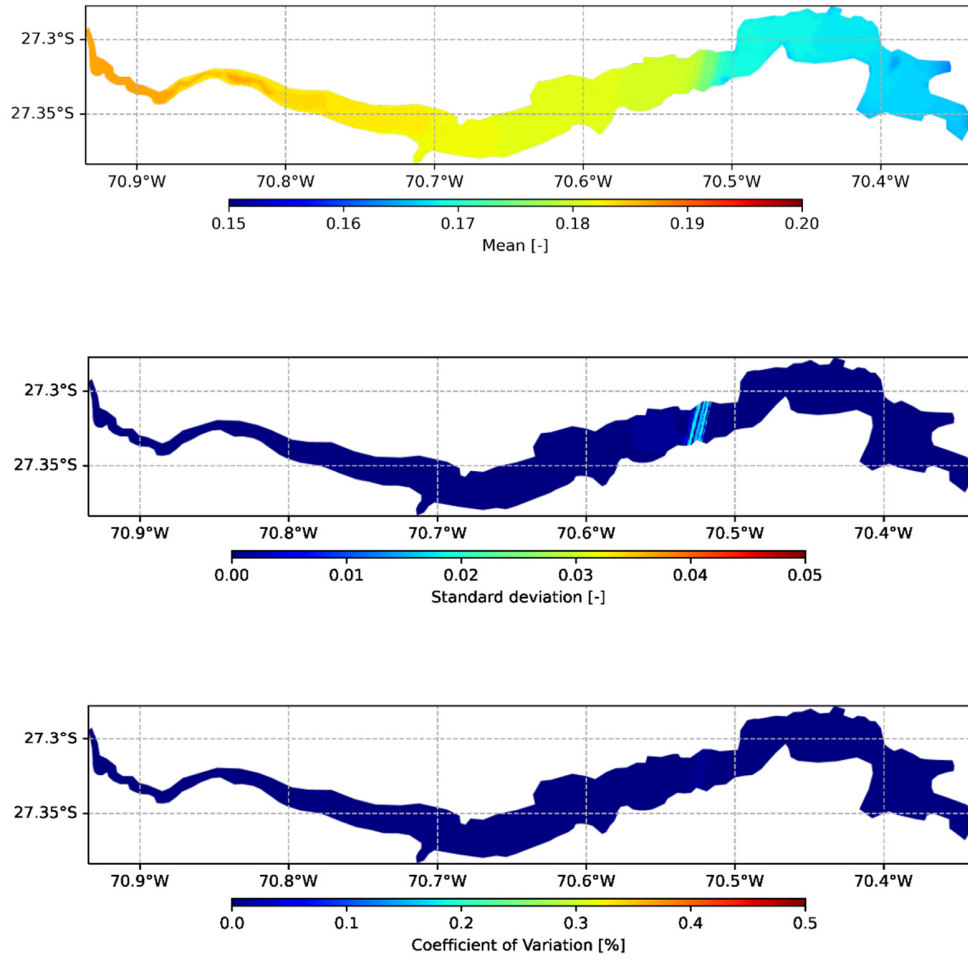 27.3°S
27.35°S
70.9°W 70.8°W 70.7°W 70.6°W 70.5°W 70.4°W
0.15 0.16 0.17 0.18 0.19 0.20
Mean [-]
27.3°S
27.35°S
70.9°W 70.8°W 70.7°W 70.6°W 70.5°W 70.4°W
0.00 0.01 0.02 0.03 0.04 0.05
Standard deviation [-]
27.3°S
27.35°S
70.9°W 70.8°W 70.7°W 70.6°W 70.5°W 70.4°W
0.0 0.1 0.2 0.3 0.4 0.5
Coefficient of Variation [%]